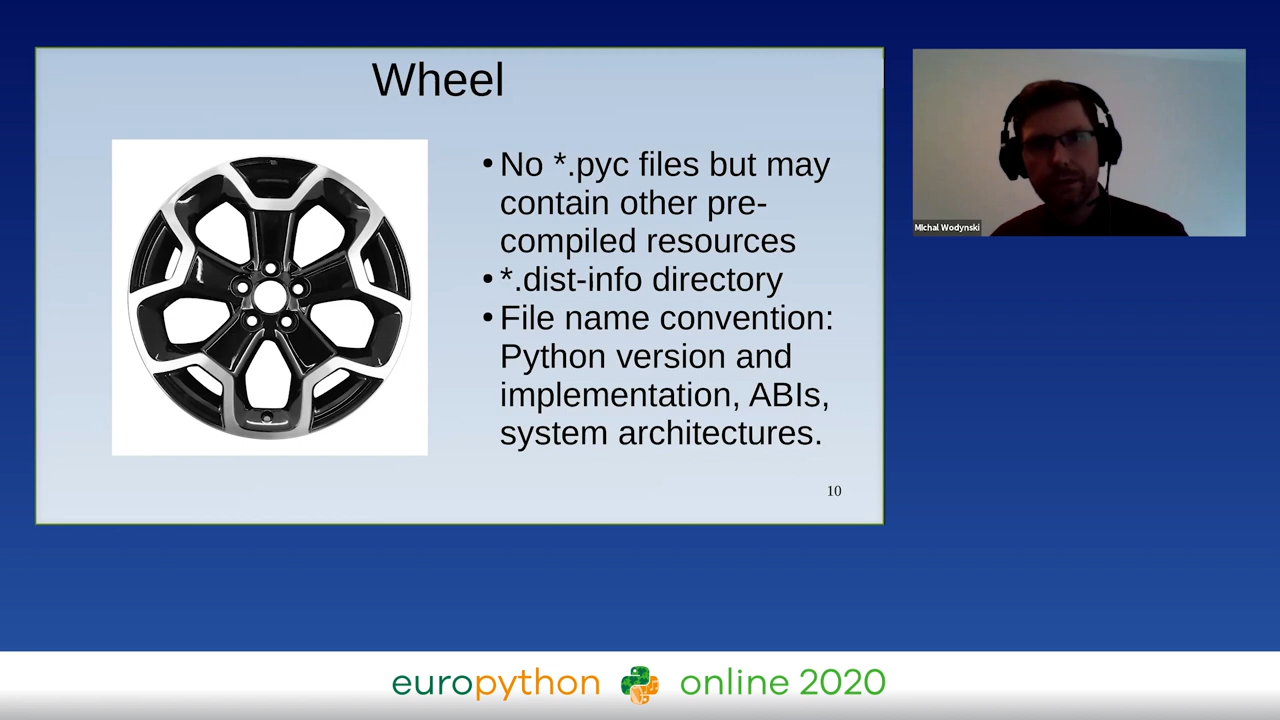 Wheel
• No *.pyc files but may
contain other pre-
compiled resources
• *.dist-info directory
• File name convention:
Python version and
implementation, ABIs,
system architectures.
10
MIchal Wodynski
europython online 2020